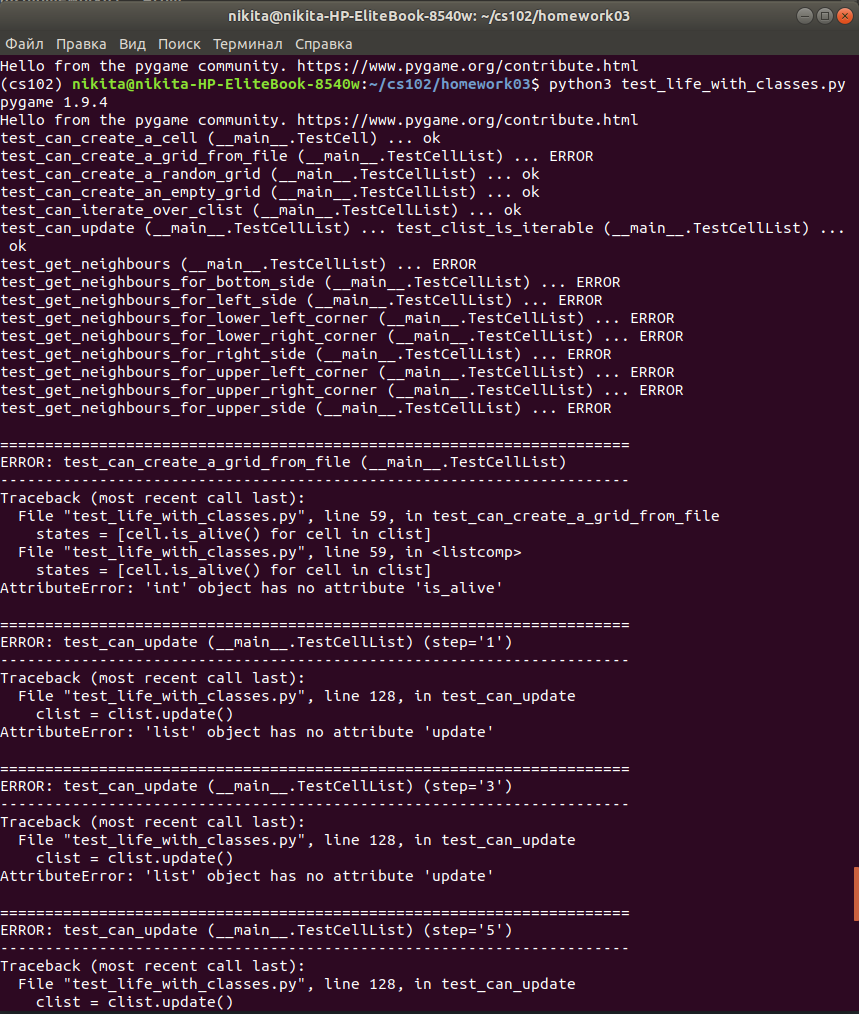 nikita@nikita-HP-EliteBook-8540w: ~/cs102/homework03
Файл Правка Вид Поиск Терминал Справка
Hello from the pygame community. https://www.pygame.org/contribute.html
(cs102) nikita@nikita-HP-EliteBook-8540w:~/cs102/homework03$ python3 test_life_with_classes.py
pygame 1.9.4
Hello from the pygame community. https://www.pygame.org/contribute.html
test_can_create_a_cell (__main__.TestCell) ... ok
test_can_create_a_grid_from_file (__main__.TestCellList) ... ERROR
test_can_create_a_random_grid (__main__.TestCellList) ... ok
test_can_create_an_empty_grid (__main__.TestCellList) ... ok
test_can_iterate_over_clist (__main__.TestCellList) ... ok
test_can_update (__main__.TestCellList) ... test_clist_is_iterable (__main__.TestCellList) ...
 ok
test_get_neighbours (__main__.TestCellList) ... ERROR
test_get_neighbours_for_bottom_side (__main__.TestCellList) ... ERROR
test_get_neighbours_for_left_side (__main__.TestCellList) ... ERROR
test_get_neighbours_for_lower_left_corner (__main__.TestCellList) ... ERROR
test_get_neighbours_for_lower_right_corner (__main__.TestCellList) ... ERROR
test_get_neighbours_for_right_side (__main__.TestCellList) ... ERROR
test_get_neighbours_for_upper_left_corner (__main__.TestCellList) ... ERROR
test_get_neighbours_for_upper_right_corner (__main__.TestCellList) ... ERROR
test_get_neighbours_for_upper_side (__main__.TestCellList) ... ERROR
======================================================================
ERROR: test_can_create_a_grid_from_file (__main__.TestCellList)
----------------------------------------------------------------------
Traceback (most recent call last):
  File "test_life_with_classes.py", line 59, in test_can_create_a_grid_from_file
    states = [cell.is_alive() for cell in clist]
  File "test_life_with_classes.py", line 59, in <listcomp>
    states = [cell.is_alive() for cell in clist]
AttributeError: 'int' object has no attribute 'is_alive'
======================================================================
ERROR: test_can_update (__main__.TestCellList) (step='1')
----------------------------------------------------------------------
Traceback (most recent call last):
  File "test_life_with_classes.py", line 128, in test_can_update
    clist = clist.update()
AttributeError: 'list' object has no attribute 'update'
======================================================================
ERROR: test_can_update (__main__.TestCellList) (step='3')
----------------------------------------------------------------------
Traceback (most recent call last):
  File "test_life_with_classes.py", line 128, in test_can_update
    clist = clist.update()
AttributeError: 'list' object has no attribute 'update'
======================================================================
ERROR: test_can_update (__main__.TestCellList) (step='5')
----------------------------------------------------------------------
Traceback (most recent call last):
  File "test_life_with_classes.py", line 128, in test_can_update
    clist = clist.update()